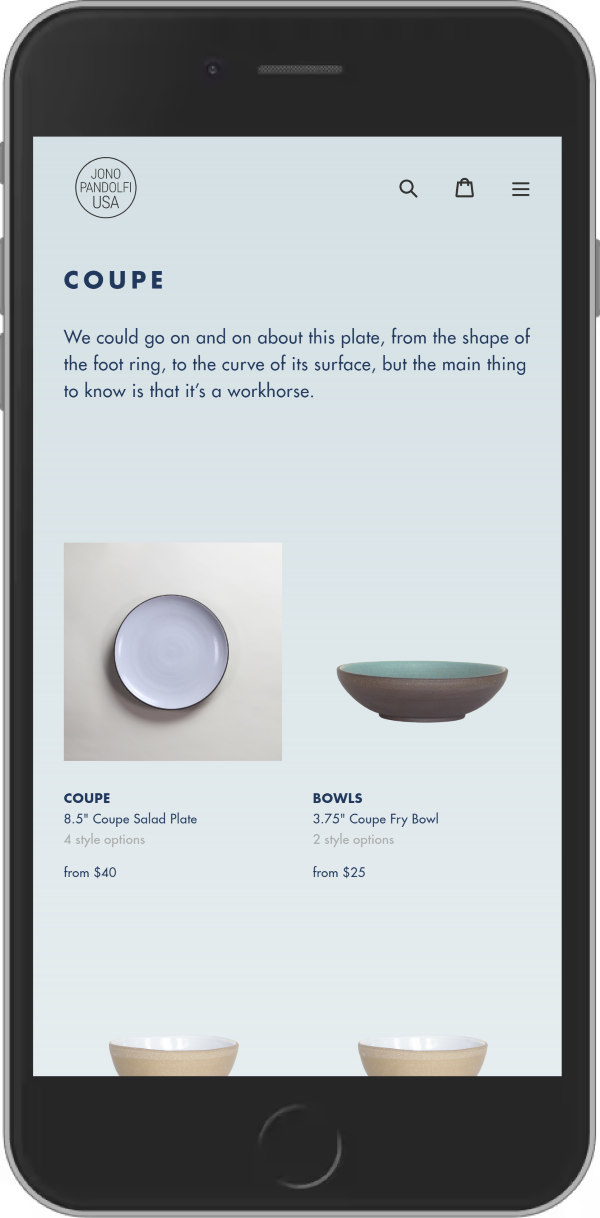 JONO
PANDOLFI
USA
COUPE
We could go on and on about this plate, from the shape of
the foot ring, to the curve of its surface, but the main thing
to know is that it's a workhorse.
COUPE
8.5" Coupe Salad Plate
4 style options
from $40
BOWLS
3.75" Coupe Fry Bowl
2 style options
from $25